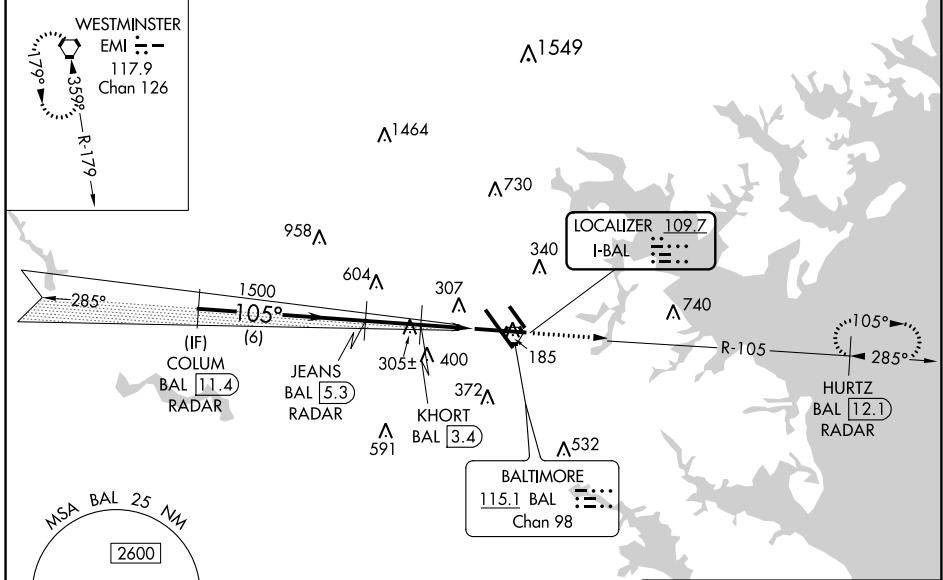 WESTMINSTER
EMI
117.9
Chan 126
179°
359°
R-179
1549
1464
730
958
604
340
307
740
LOCALIZER 109.7
I-BAL
285°
1500
105°
(6)
(IF)
COLUM
BAL 11.4
RADAR
JEANS
BAL 5.3
RADAR
305±
400
KHORT
BAL 3.4
372
591
185
532
R-105
105°
285°
HURTZ
BAL 12.1
RADAR
BALTIMORE
115.1 BAL
Chan 98
MSA BAL 25 NM
2600